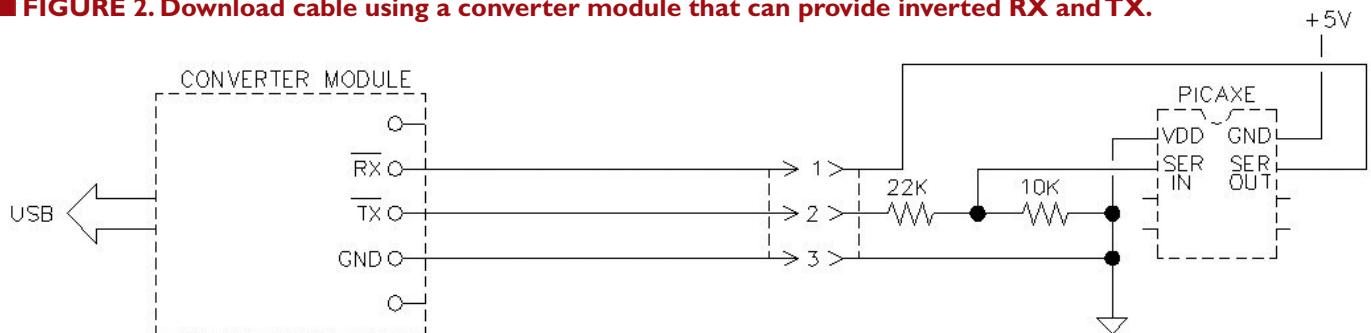 FIGURE 2. Download cable using a converter module that can provide inverted RX and TX.
+5V
CONVERTER MODULE
PICAXE
VDD GND
RX
1
SER IN
SER OUT
22K
10K
USB
TX
2
GND
3